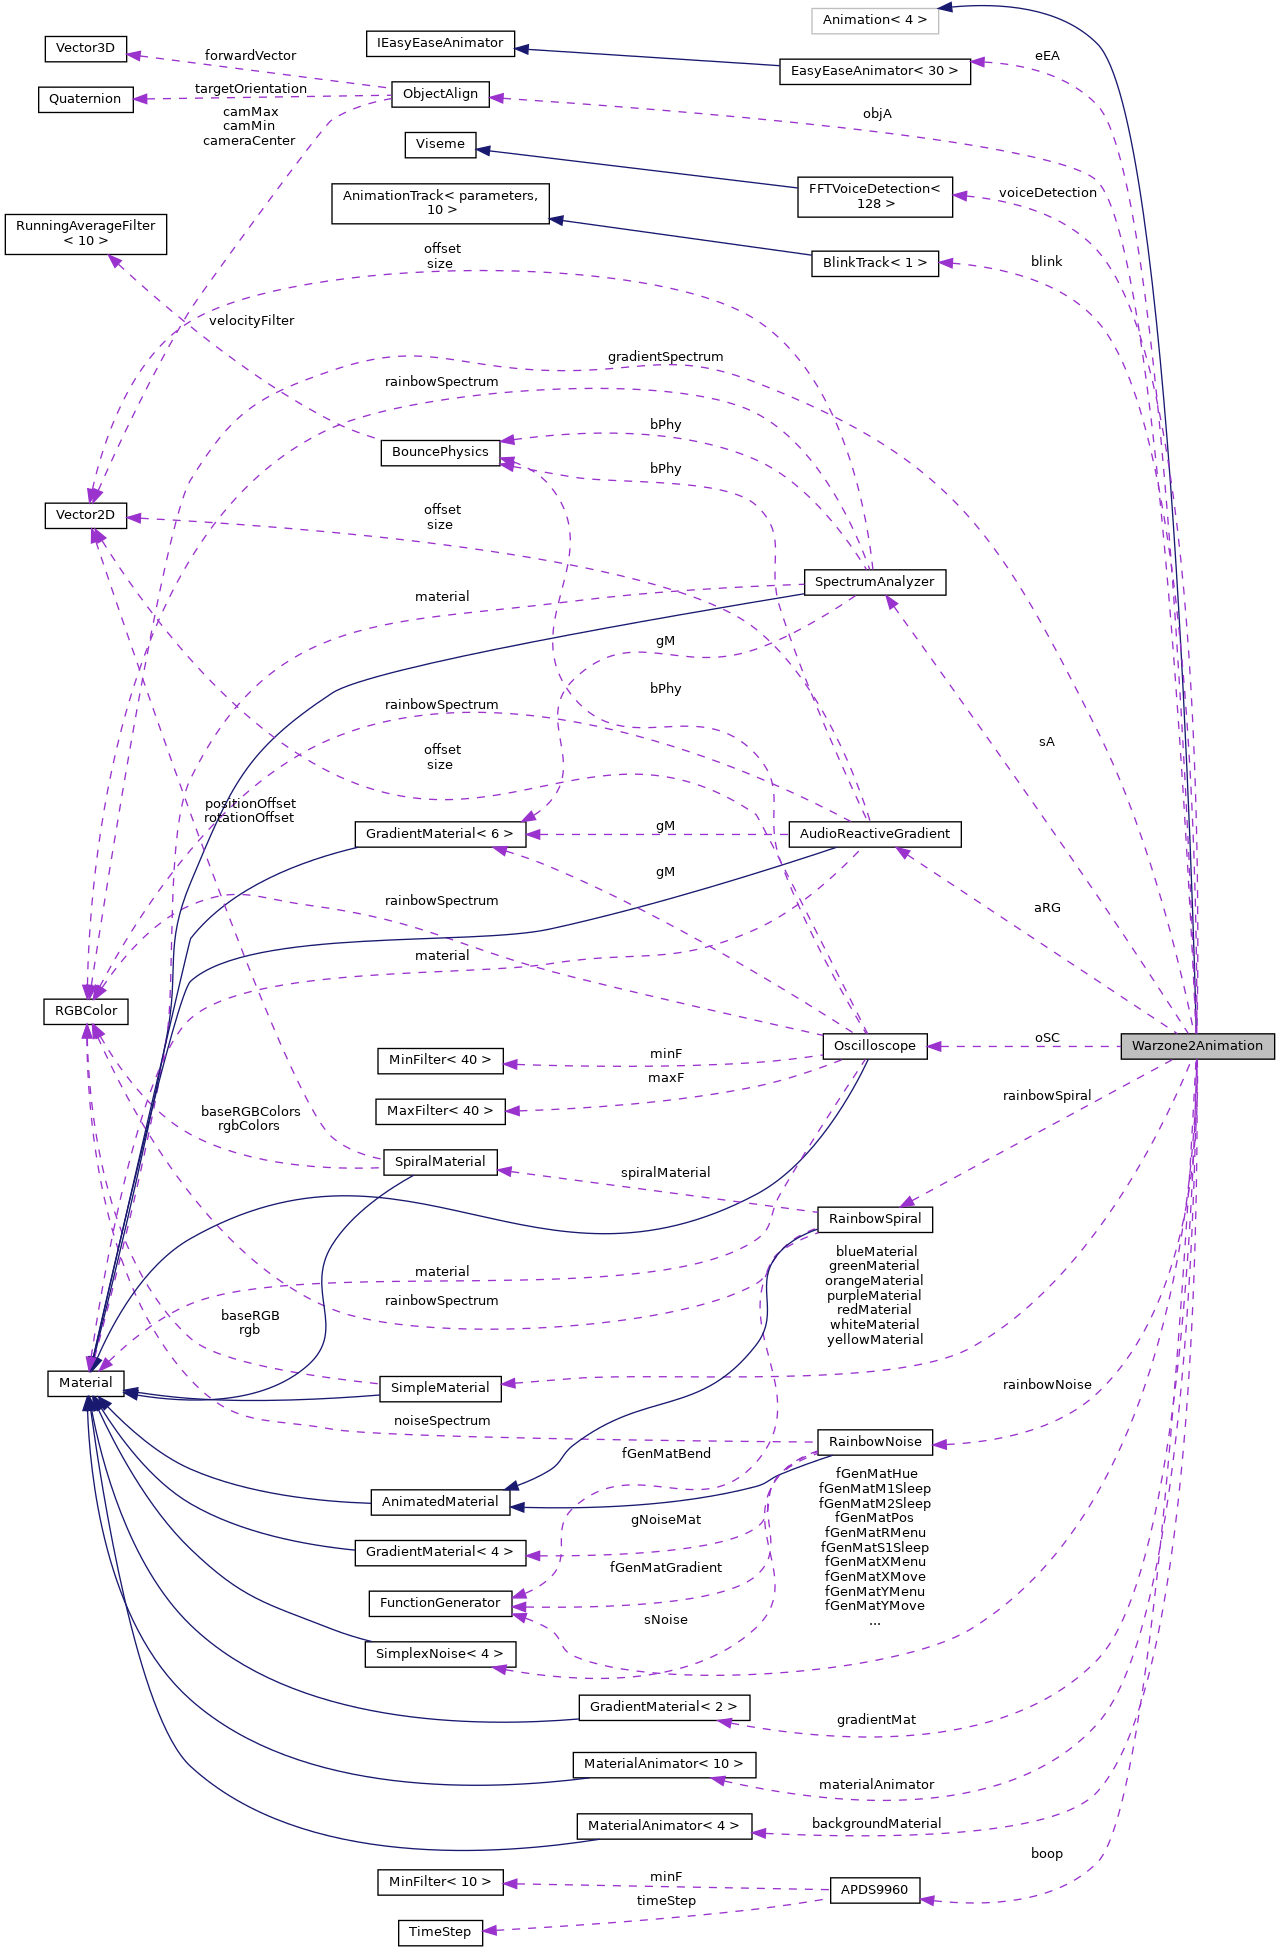 Animation< 4 >
Vector3D
IEasyEaseAnimator
forwardVector
eEA
EasyEaseAnimator< 30 >
Quaternion
targetOrientation
ObjectAlign
objA
camMax
camMin
cameraCenter
Viseme
FFTVoiceDetection<
128 >
voiceDetection
AnimationTrack< parameters,
10 >
RunningAverageFilter
< 10 >
offset
size
BlinkTrack< 1 >
blink
velocityFilter
gradientSpectrum
rainbowSpectrum
bPhy
BouncePhysics
bPhy
Vector2D
offset
size
SpectrumAnalyzer
material
gM
bPhy
rainbowSpectrum
offset
size
sA
positionOffset
rotationOffset
GradientMaterial< 6 >
gM
AudioReactiveGradient
gM
rainbowSpectrum
aRG
material
RGBColor
Oscilloscope
oSC
Warzone2Animation
MinFilter< 40 >
minF
maxF
MaxFilter< 40 >
baseRGBColors
rgbColors
rainbowSpiral
SpiralMaterial
spiralMaterial
RainbowSpiral
material
blueMaterial
greenMaterial
orangeMaterial
purpleMaterial
redMaterial
whiteMaterial
yellowMaterial
rainbowSpectrum
baseRGB
rgb
Material
SimpleMaterial
rainbowNoise
noiseSpectrum
RainbowNoise
fGenMatBend
fGenMatHue
fGenMatM1Sleep
fGenMatM2Sleep
fGenMatPos
fGenMatRMenu
fGenMatS1Sleep
fGenMatXMenu
fGenMatXMove
fGenMatYMenu
fGenMatYMove
...
AnimatedMaterial
gNoiseMat
GradientMaterial< 4 >
fGenMatGradient
FunctionGenerator
sNoise
SimplexNoise< 4 >
GradientMaterial< 2 >
gradientMat
MaterialAnimator< 10 >
materialAnimator
MaterialAnimator< 4 >
backgroundMaterial
boop
MinFilter< 10 >
minF
APDS9960
timeStep
TimeStep